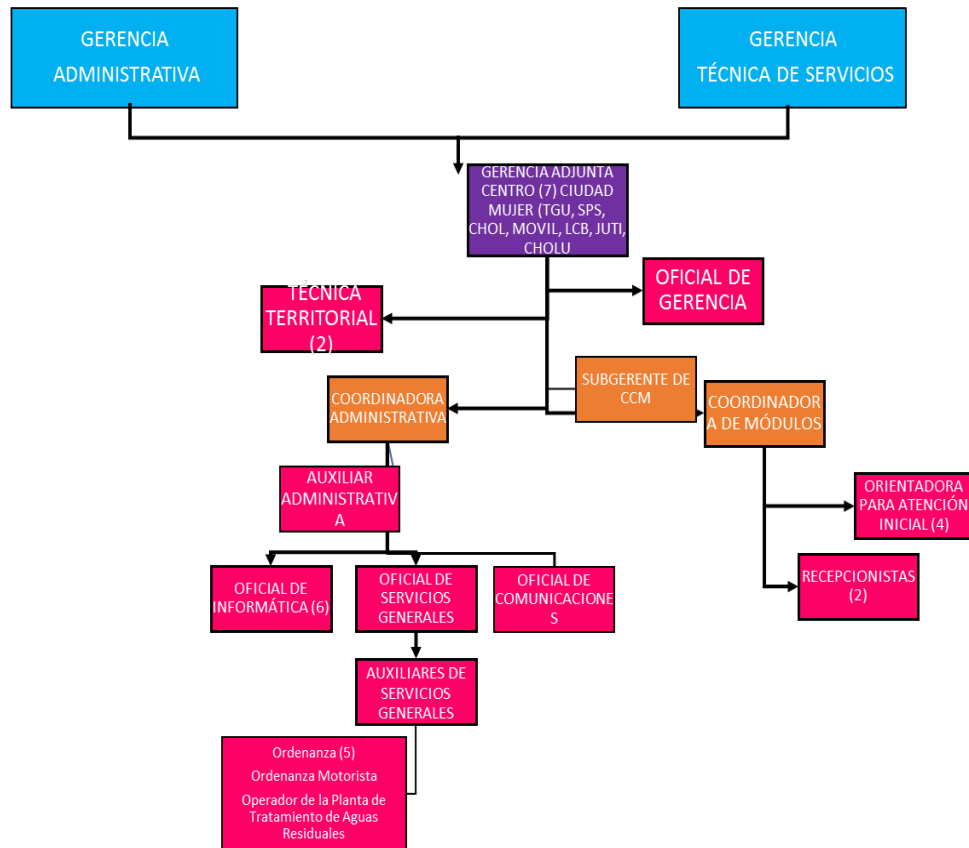 GERENCIA
ADMINISTRATIVA
GERENCIA
TÉCNICA DE SERVICIOS
GERENCIA ADJUNTA
CENTRO (7) CIUDAD
MUJER (TGU, SPS,
CHOL, MOVIL, LCB, JUTI,
CHOLU
OFICIAL DE
GERENCIA
TÉCNICA
TERRITORIAL
(2)
SUBGERENTE DE
CCM
COORDINADORA
ADMINISTRATIVA
COORDINADOR
A DE MÓDULOS
AUXILIAR
ADMINISTRATIV
A
ORIENTADORA
PARA ATENCIÓN
INICIAL (4)
OFICIAL DE
INFORMÁTICA (6)
OFICIAL DE
SERVICIOS
GENERALES
OFICIAL DE
COMUNICACIONE
S
RECEPCIONISTAS
(2)
AUXILIARES DE
SERVICIOS
GENERALES
Ordenanza (5)
Ordenanza Motorista
Operador de la Planta de
Tratamiento de Aguas
Residuales